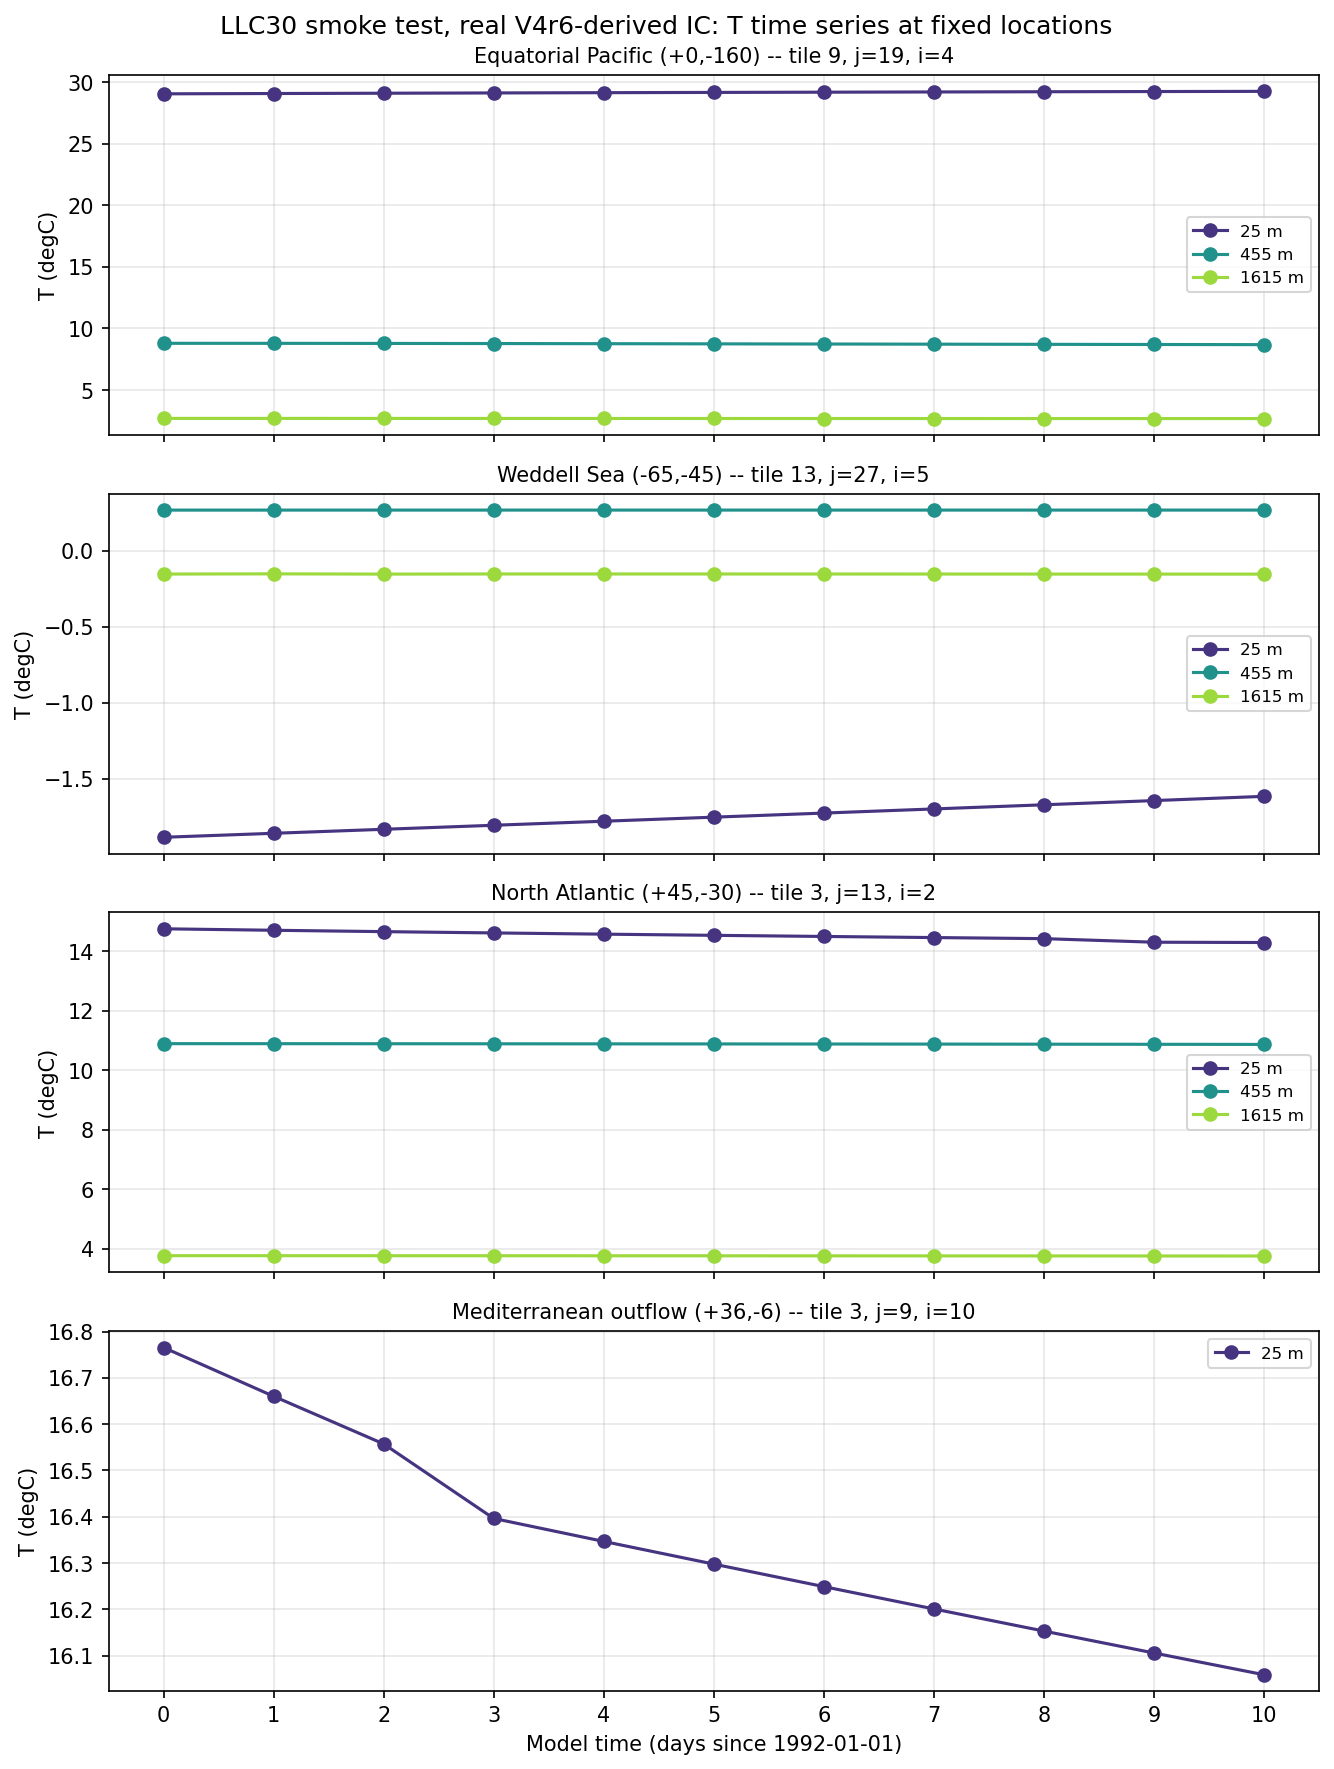 LLC30 smoke test, real V4r6-derived IC: T time series at fixed locations
Equatorial Pacific (+0,-160) -- tile 9, j=19, i=4
30
25
20
15
10
5
T (degC)
25 m
455 m
1615 m
Weddell Sea (-65,-45) -- tile 13, j=27, i=5
0.0
−0.5
−1.0
−1.5
T (degC)
25 m
455 m
1615 m
North Atlantic (+45,-30) -- tile 3, j=13, i=2
14
12
10
8
6
4
T (degC)
25 m
455 m
1615 m
Mediterranean outflow (+36,-6) -- tile 3, j=9, i=10
16.8
16.7
16.6
16.5
16.4
16.3
16.2
16.1
T (degC)
25 m
0 1 2 3 4 5 6 7 8 9 10
Model time (days since 1992-01-01)